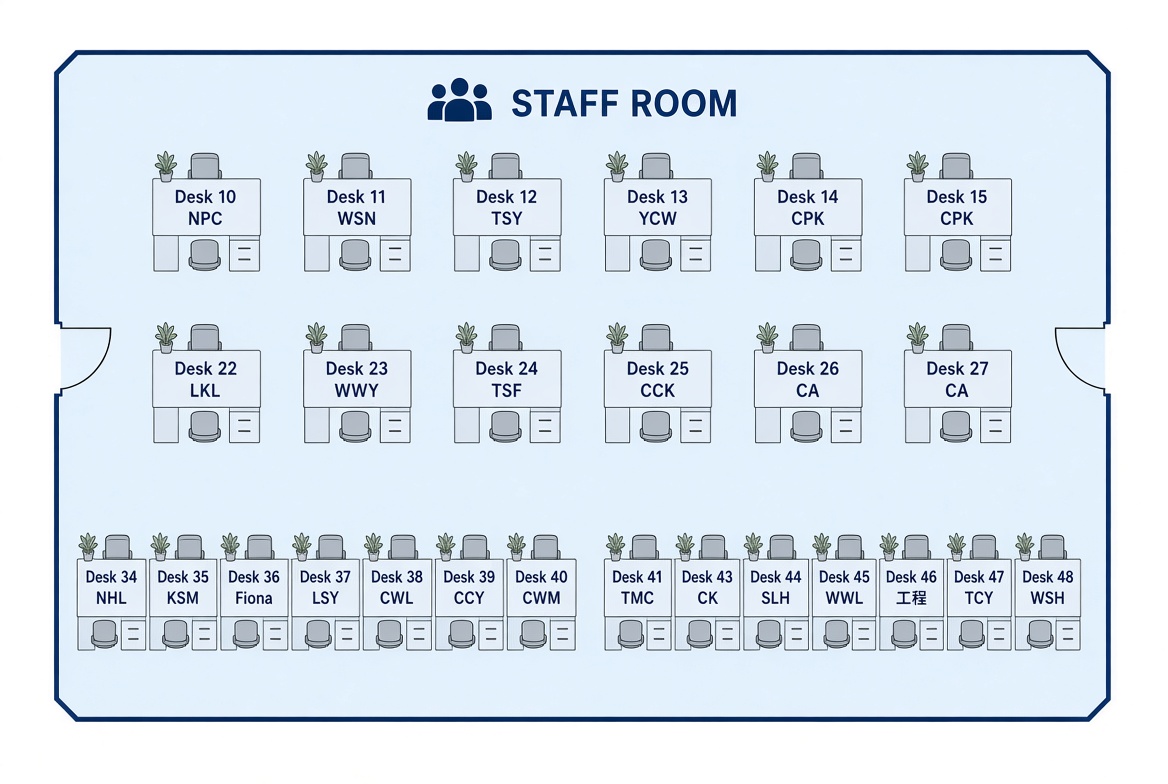 STAFF ROOM
Desk 10
NPC
Desk 11
WSN
Desk 12
TSY
Desk 13
YCW
Desk 14
CPK
Desk 15
CPK
Desk 22
LKL
Desk 23
WWY
Desk 24
TSF
Desk 25
CCK
Desk 26
CA
Desk 27
CA
Desk 34
NHL
Desk 35
KSM
Desk 36
Fiona
Desk 37
LSY
Desk 38
CWL
Desk 39
CCY
Desk 40
CWM
Desk 41
TMC
Desk 43
CK
Desk 44
SLH
Desk 45
WWL
Desk 46
工程
Desk 47
TCY
Desk 48
WSH